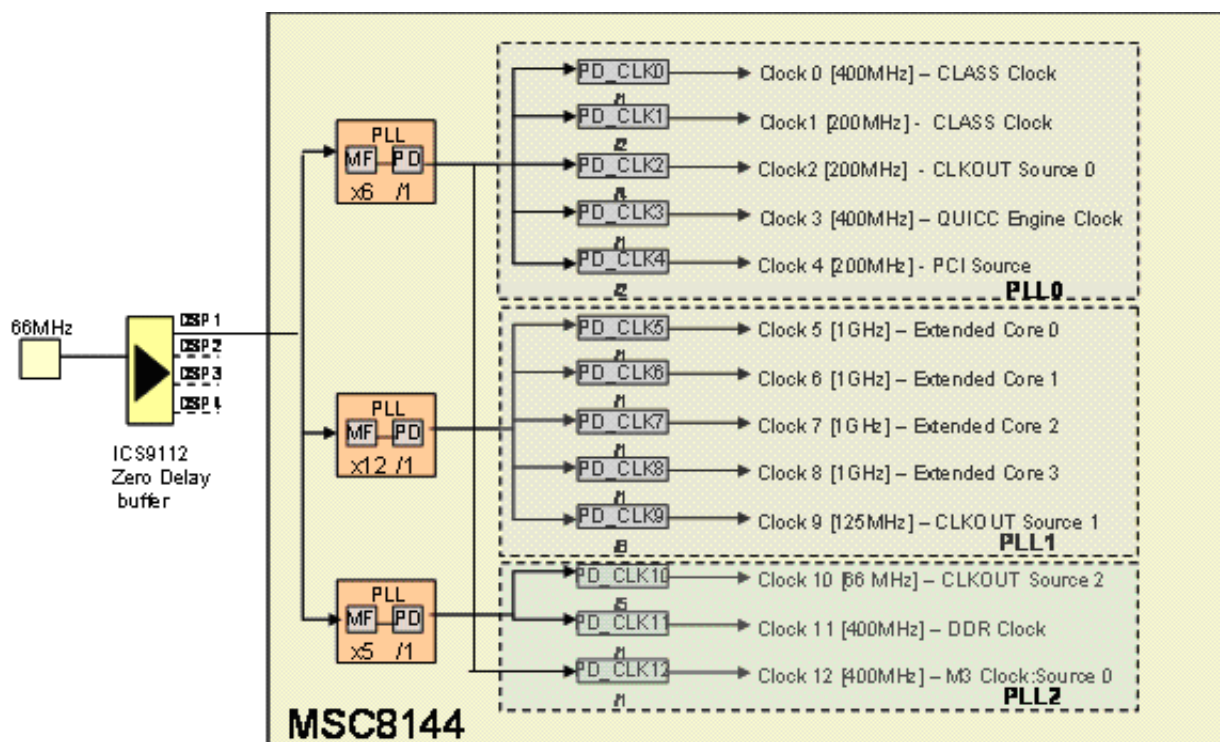 PD_CLK0
Clock 0 [400MHz] – CLASS Clock
/1
PD_CLK1
Clock1 [200MHz] - CLASS Clock
/2
PLL
MF PD
x6 /1
PD_CLK2
Clock2 [200MHz] - CLKOUT Source 0
/4
PD_CLK3
Clock 3 [400MHz] – QUICC Engine Clock
/1
PD_CLK4
Clock 4 [200MHz] - PCI Source
/2
PLL0
66MHz
DSP1
DSP2
DSP3
DSP4
ICS9112
Zero Delay
buffer
PD_CLK5
Clock 5 [1GHz] – Extended Core 0
/1
PD_CLK6
Clock 6 [1GHz] – Extended Core 1
/1
PLL
MF PD
x12 /1
PD_CLK7
Clock 7 [1GHz] – Extended Core 2
/1
PD_CLK8
Clock 8 [1GHz] – Extended Core 3
/1
PD_CLK9
Clock 9 [125MHz] – CLKOUT Source 1
/8
PLL1
PD_CLK10
Clock 10 [66 MHz] – CLKOUT Source 2
/5
PLL
MF PD
x5 /1
PD_CLK11
Clock 11 [400MHz] – DDR Clock
/1
PD_CLK12
Clock 12 [400MHz] – M3 Clock:Source 0
/1
PLL2
MSC8144